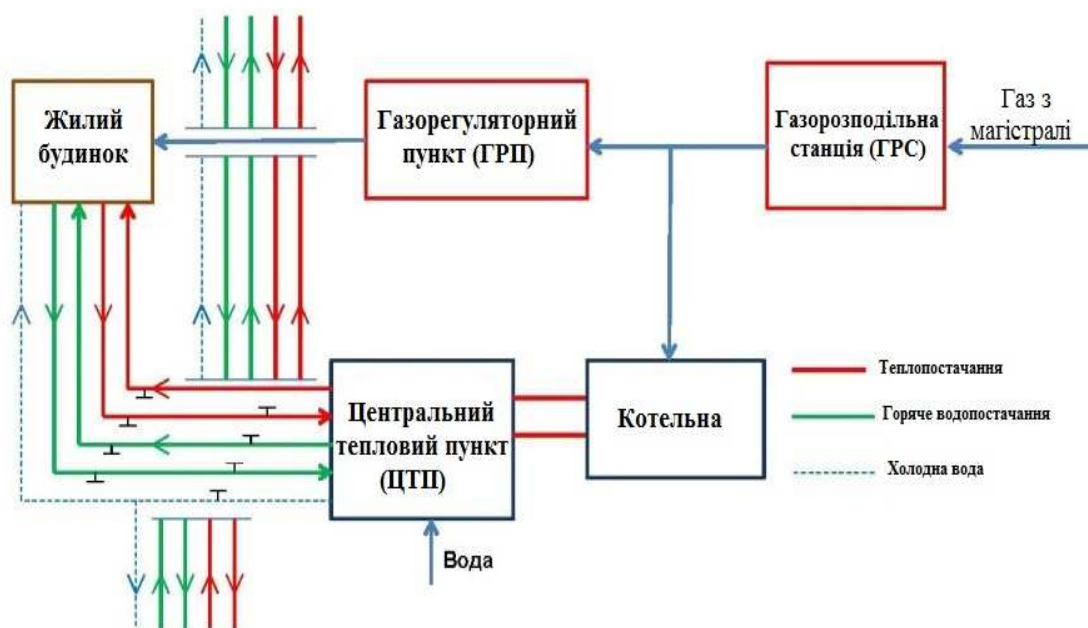 Жилий
будинок
Газорегуляторний
пункт (ГРП)
Газорозподільна
станція (ГРС)
Газ з
магістралі
Центральний
тепловий пункт
(ЦТП)
Котельна
Теплопостачання
Горяче водопостачання
Холодна вода
Вода